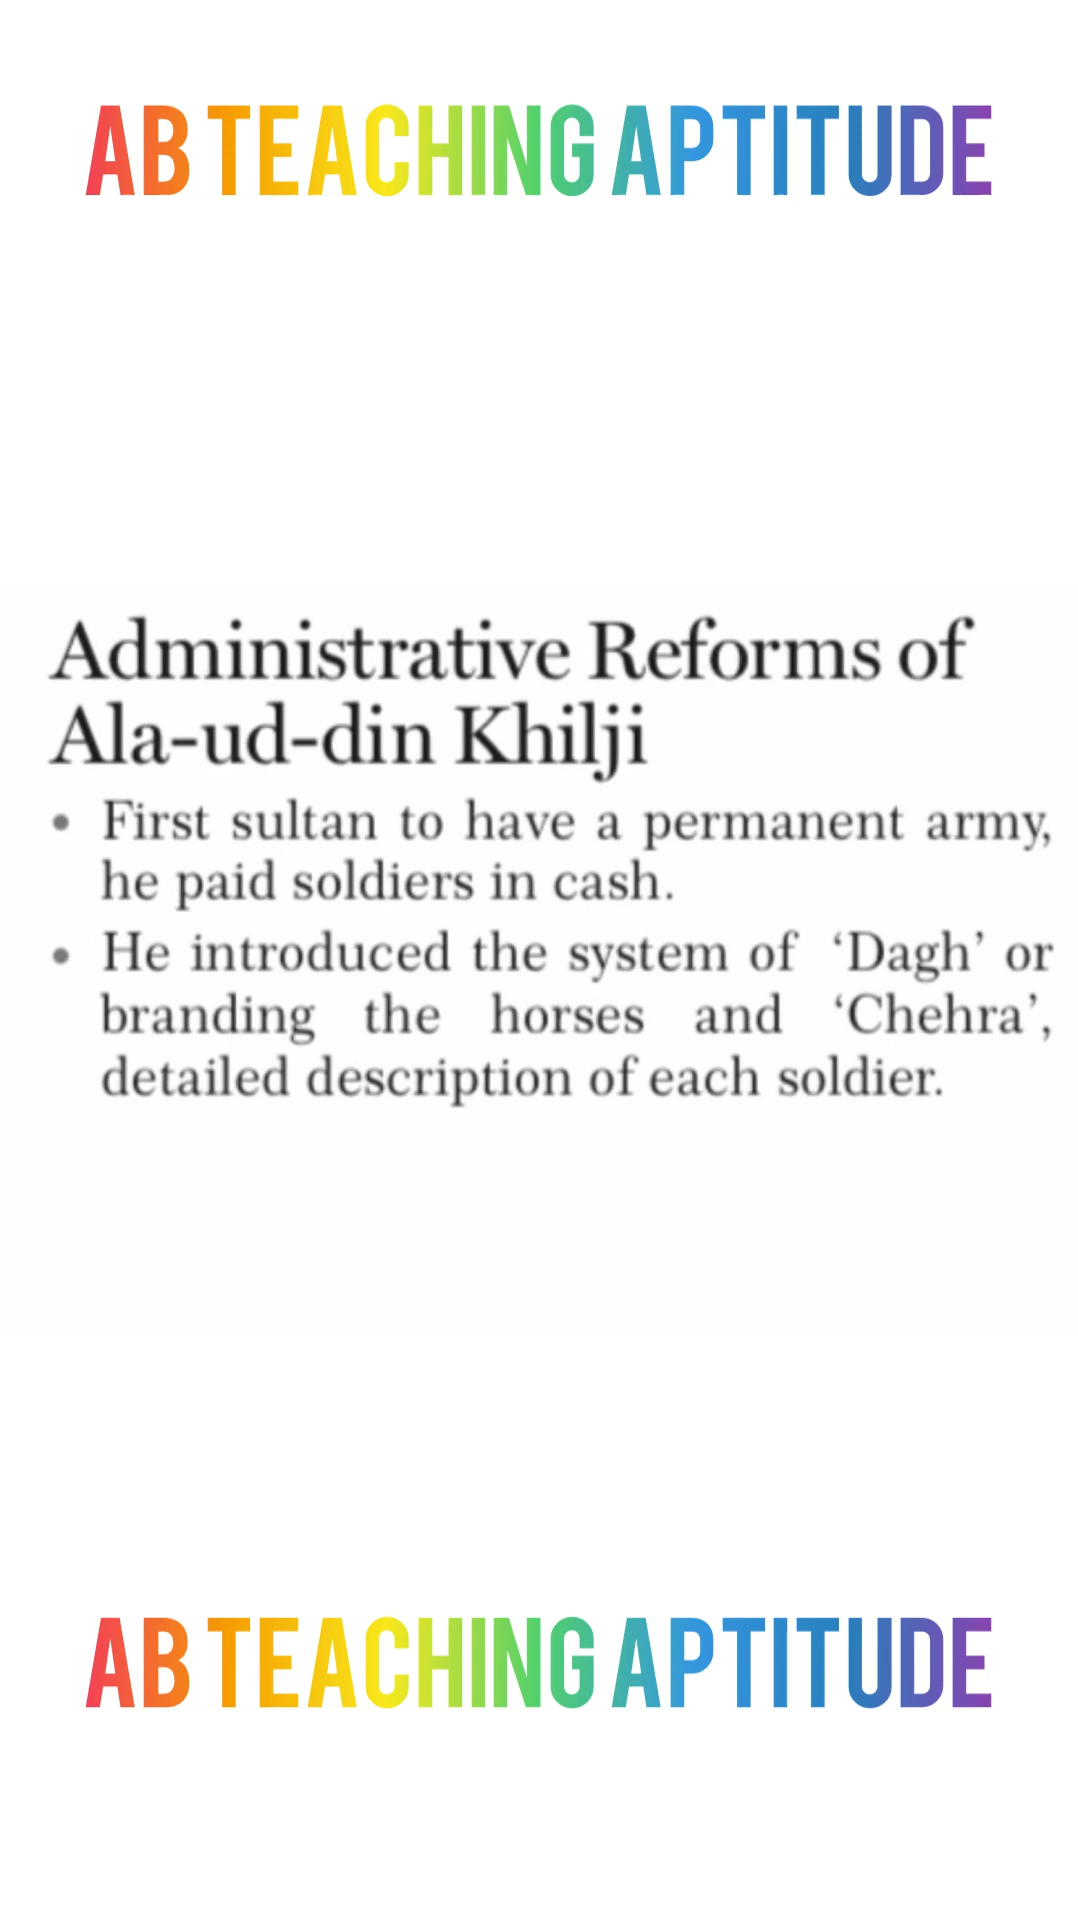 AB TEACHING APTITUDE
Administrative Reforms of
Ala-ud-din Khilji
• First sultan to have a permanent army,
he paid soldiers in cash.
• He introduced the system of ‘Dagh’ or
branding the horses and ‘Chehra’,
detailed description of each soldier.
AB TEACHING APTITUDE